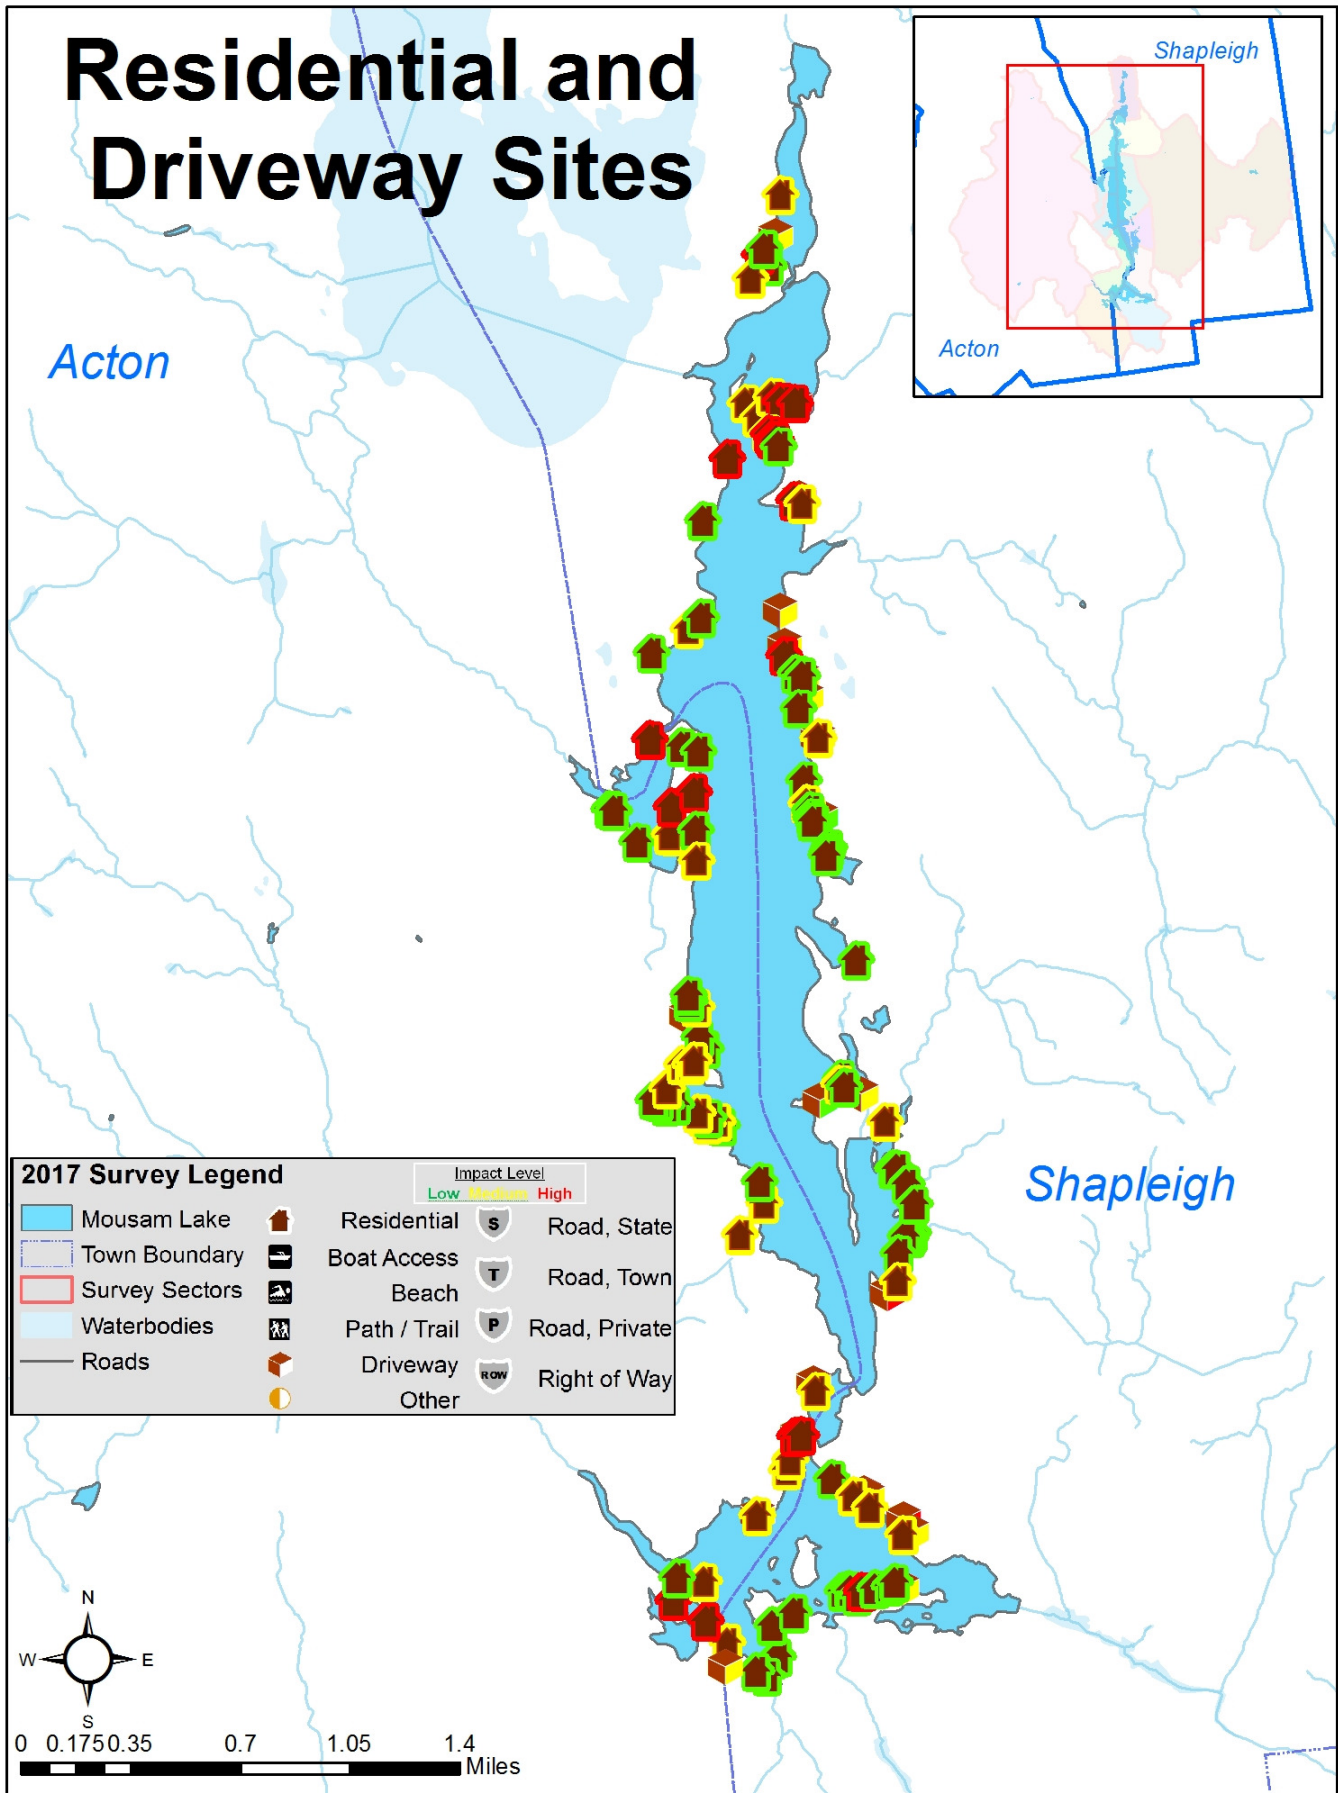 Residential and
Driveway Sites
Shapleigh
Acton
Acton
Shapleigh
2017 Survey Legend
Impact Level
Low Medium High
Mousam Lake
Town Boundary
Survey Sectors
Waterbodies
Roads
Residential
Boat Access
Beach
Path / Trail
Driveway
Other
S Road, State
T Road, Town
P Road, Private
ROW Right of Way
N
W E
S
0 0.175 0.35 0.7 1.05 1.4
Miles